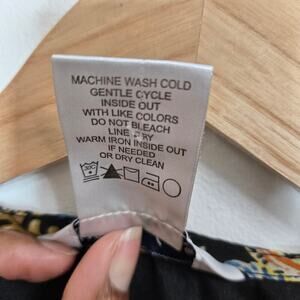 MACHINE WASH COLD
GENTLE CYCLE
INSIDE OUT
WITH LIKE COLORS
DO NOT BLEACH
LINE DRY
WARM IRON INSIDE OUT
IF NEEDED
OR DRY CLEAN